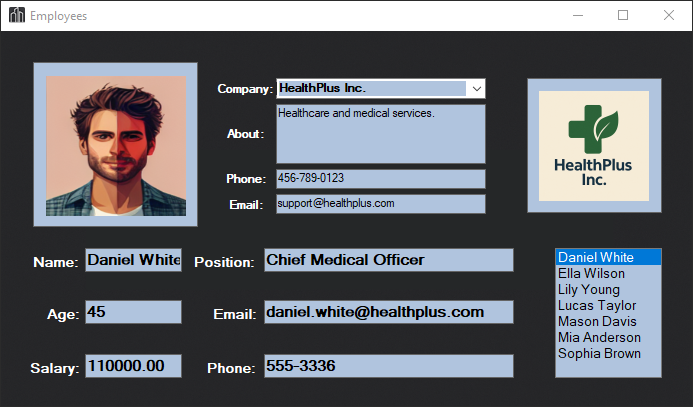 Employees
Company: HealthPlus Inc.
About: Healthcare and medical services.
Phone: 456-789-0123
Email: support@healthplus.com
HealthPlus
Inc.
Name: Daniel White Position: Chief Medical Officer
Age: 45 Email: daniel.white@healthplus.com
Salary: 110000.00 Phone: 555-3336
Daniel White
Ella Wilson
Lily Young
Lucas Taylor
Mason Davis
Mia Anderson
Sophia Brown